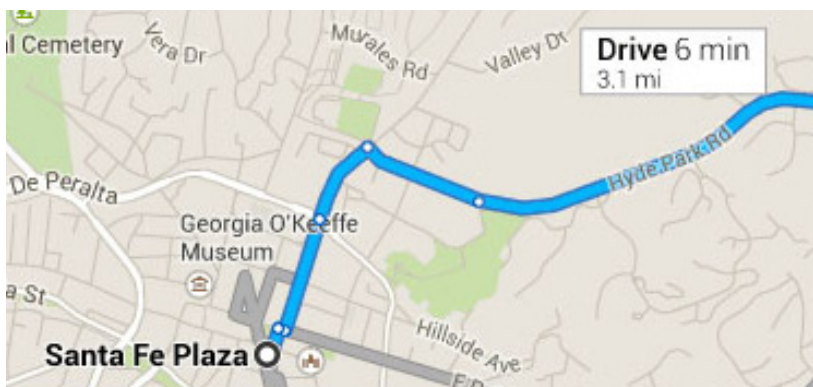 l Cemetery
Vera Dr
Murales Rd
Valley Dr
Drive 6 min
3.1 mi
Hyde Park Rd
De Peralta
Georgia O'Keeffe
Museum
a St
Hillside Ave
Santa Fe Plaza